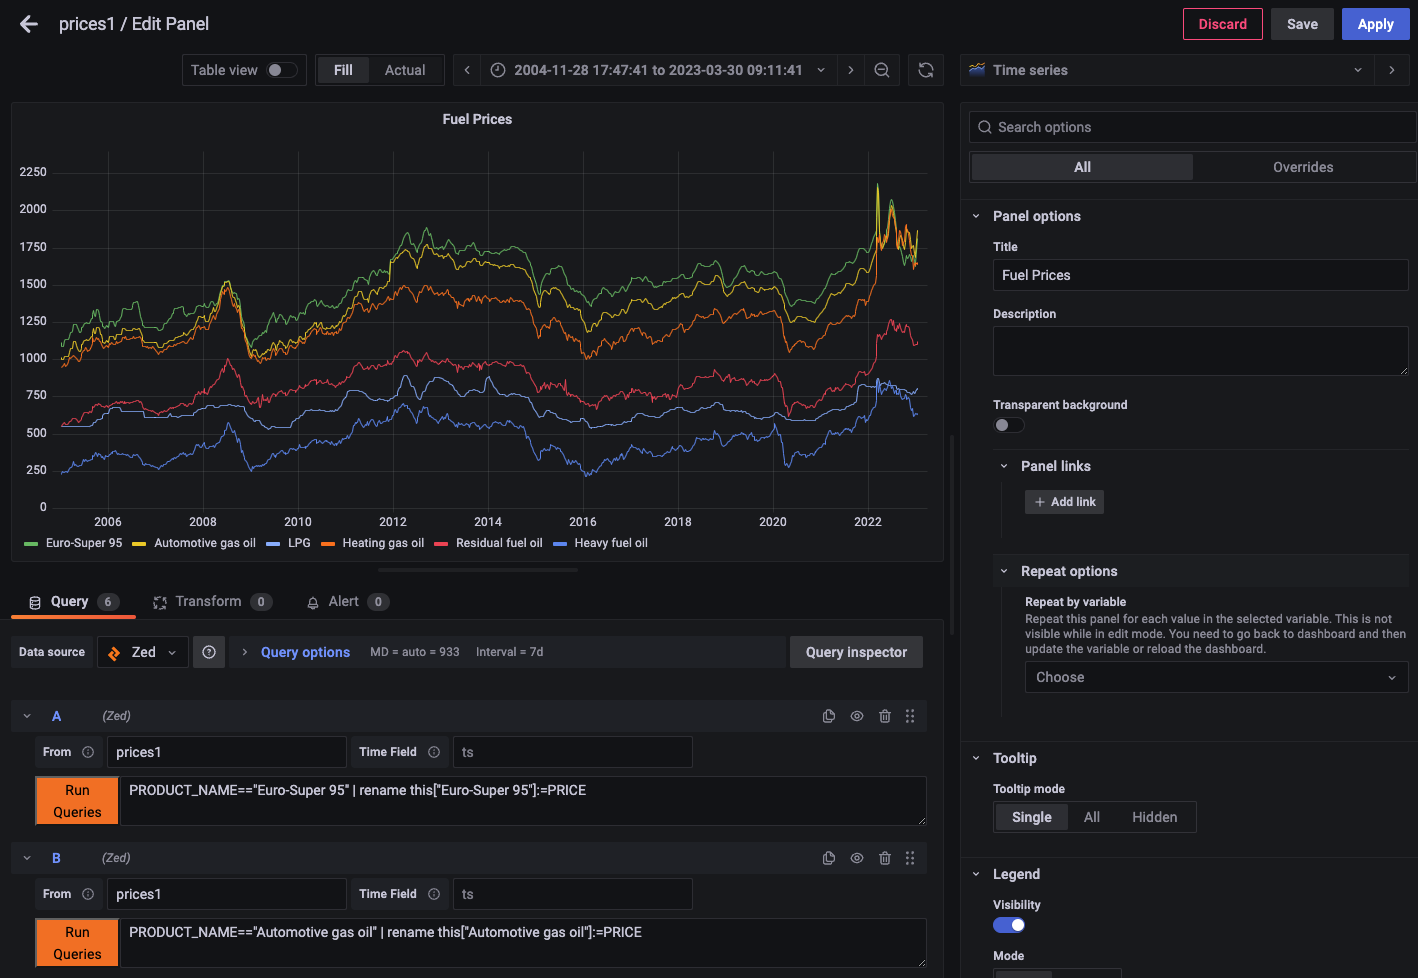 prices1 / Edit Panel
Discard
Save
Apply
Table view
Fill
Actual
2004-11-28 17:47:41 to 2023-03-30 09:11:41
Time series
Fuel Prices
2250
2000
1750
1500
1250
1000
750
500
250
0
2006 2008 2010 2012 2014 2016 2018 2020 2022
Euro-Super 95 Automotive gas oil LPG Heating gas oil Residual fuel oil Heavy fuel oil
Query 6
Transform 0
Alert 0
Data source
Zed
Query options
MD = auto = 933
Interval = 7d
Query inspector
A (Zed)
From prices1 Time Field ts
Run Queries
PRODUCT_NAME=="Euro-Super 95" | rename this["Euro-Super 95"]:=PRICE
B (Zed)
From prices1 Time Field ts
Run Queries
PRODUCT_NAME=="Automotive gas oil" | rename this["Automotive gas oil"]:=PRICE
Search options
All
Overrides
Panel options
Title
Fuel Prices
Description
Transparent background
Panel links
Add link
Repeat options
Repeat by variable
Repeat this panel for each value in the selected variable. This is not
visible while in edit mode. You need to go back to dashboard and then
update the variable or reload the dashboard.
Choose
Tooltip
Tooltip mode
Single
All
Hidden
Legend
Visibility
Mode